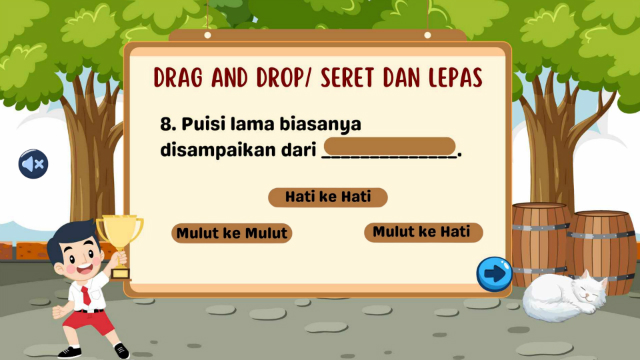 DRAG AND DROP/ SERET DAN LEPAS
8. Puisi lama biasanya
disampaikan dari ______________.
Hati ke Hati
Mulut ke Mulut
Mulut ke Hati